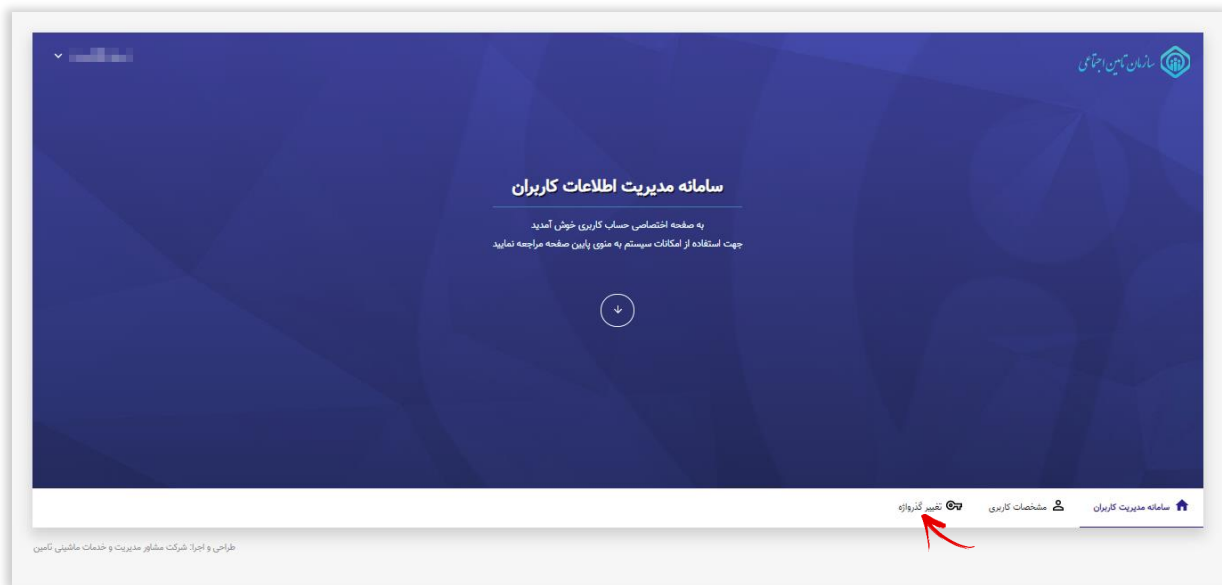 سازمان تأمین اجتماعی
سامانه مدیریت اطلاعات کاربران
به صفحه اختصاصی حساب کاربری خوش آمدید
جهت استفاده از امکانات سیستم به منوی پایین صفحه مراجعه نمایید
سامانه مدیریت کاربران
مشخصات کاربری
تغییر گذرواژه
طراحی و اجرا: شرکت مشاور مدیریت و خدمات ماشینی تأمین